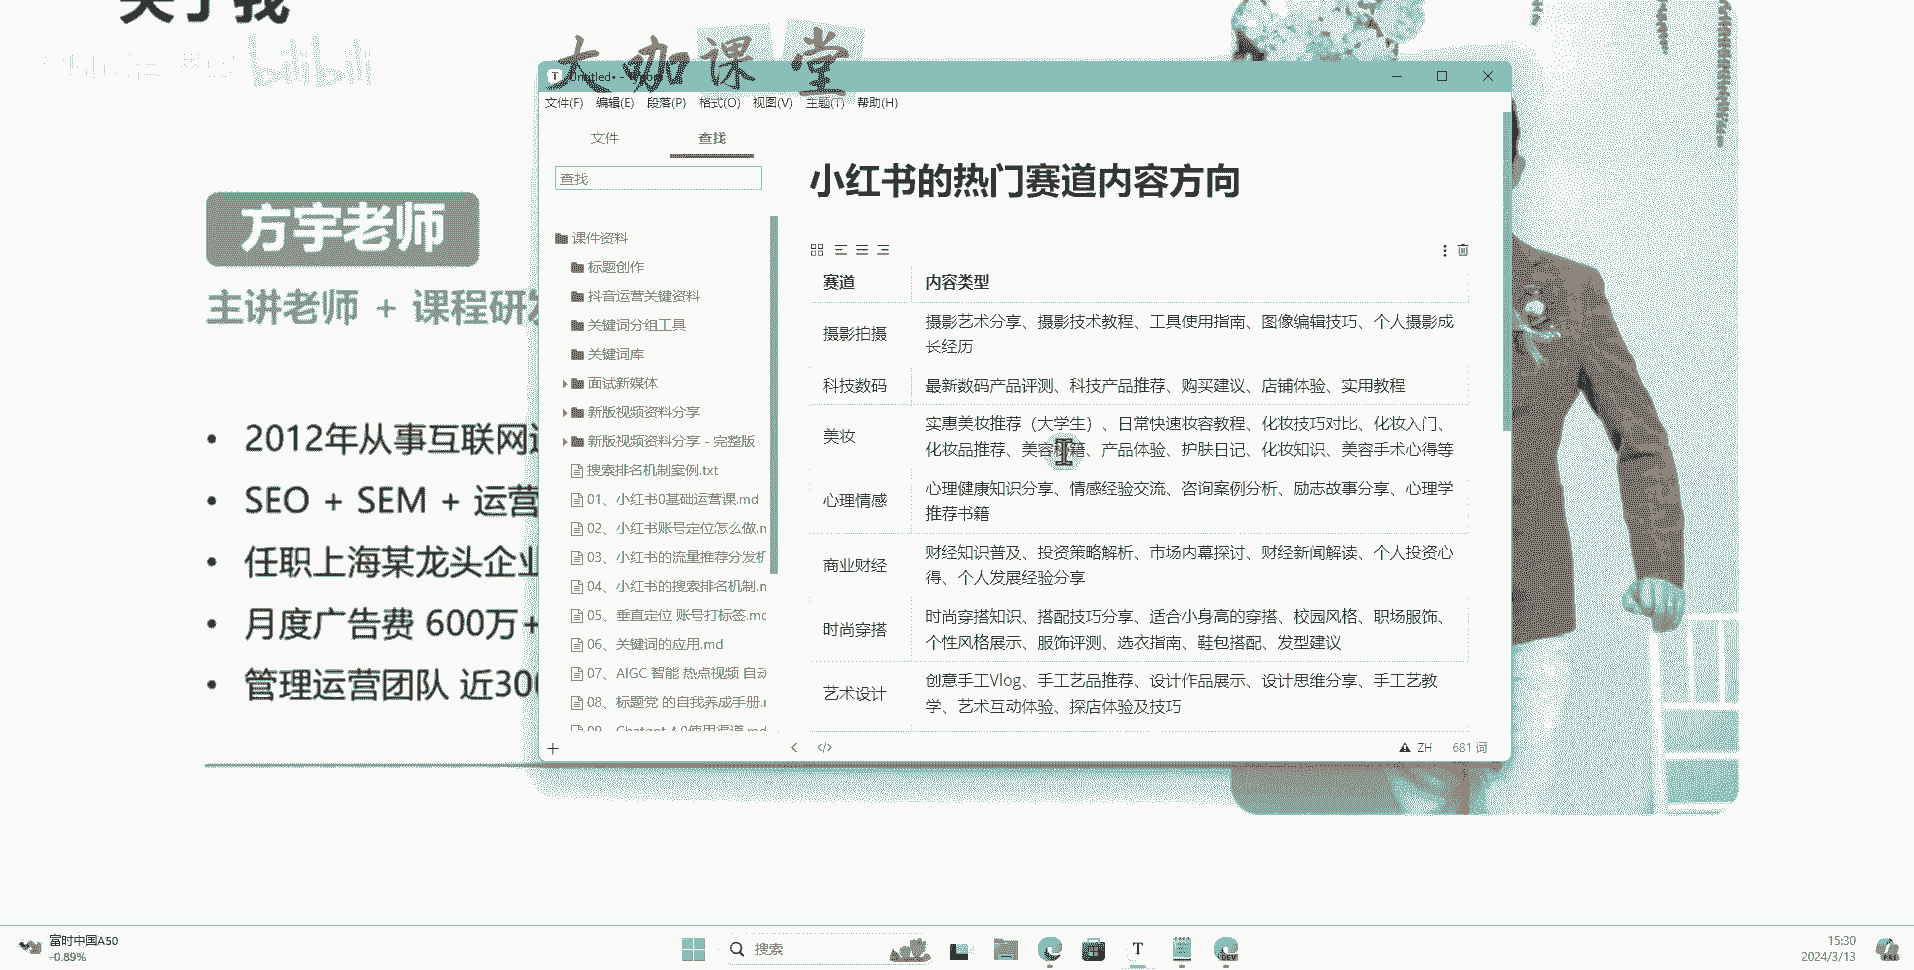 关于我
bilibili
大咖课堂
方宇老师
主讲老师 + 课程研发
2012年从事互联网运
SEO + SEM + 运营
任职上海某龙头企业
月度广告费 600万+
管理运营团队 近300
Untitled• - Typora
文件(F) 编辑(E) 段落(P) 格式(O) 视图(V) 主题(T) 帮助(H)
文件 查找
查找
课件资料
标题创作
抖音运营关键资料
关键词分组工具
关键词库
面试新媒体
新版视频资料分享
新版视频资料分享 - 完整版
搜索排名机制案例.txt
01、小红书0基础运营课.md
02、小红书账号定位怎么做.m
03、小红书的流量推荐分发机
04、小红书的搜索排名机制.m
05、垂直定位 账号打标签.md
06、关键词的应用.md
07、AIGC 智能 热点视频 自动
08、标题党 的自我养成手册.m
09、Chatgpt 4.0使用渠道.md
小红书的热门赛道内容方向
赛道 内容类型
摄影拍摄 摄影艺术分享、摄影技术教程、工具使用指南、图像编辑技巧、个人摄影成
长经历
科技数码 最新数码产品评测、科技产品推荐、购买建议、店铺体验、实用教程
美妆 实惠美妆推荐（大学生）、日常快速妆容教程、化妆技巧对比、化妆入门、
化妆品推荐、美容秘籍、产品体验、护肤日记、化妆知识、美容手术心得等
心理情感 心理健康知识分享、情感经验交流、咨询案例分析、励志故事分享、心理学
推荐书籍
商业财经 财经知识普及、投资策略解析、市场内幕探讨、财经新闻解读、个人投资心
得、个人发展经验分享
时尚穿搭 时尚穿搭知识、搭配技巧分享、适合小身高的穿搭、校园风格、职场服饰、
个性风格展示、服饰评测、选衣指南、鞋包搭配、发型建议
艺术设计 创意手工Vlog、手工艺品推荐、设计作品展示、设计思维分享、手工艺教
学、艺术互动体验、探店体验及技巧
ZH 681 词
富时中国A50
-0.89%
搜索
15:30
2024/3/13